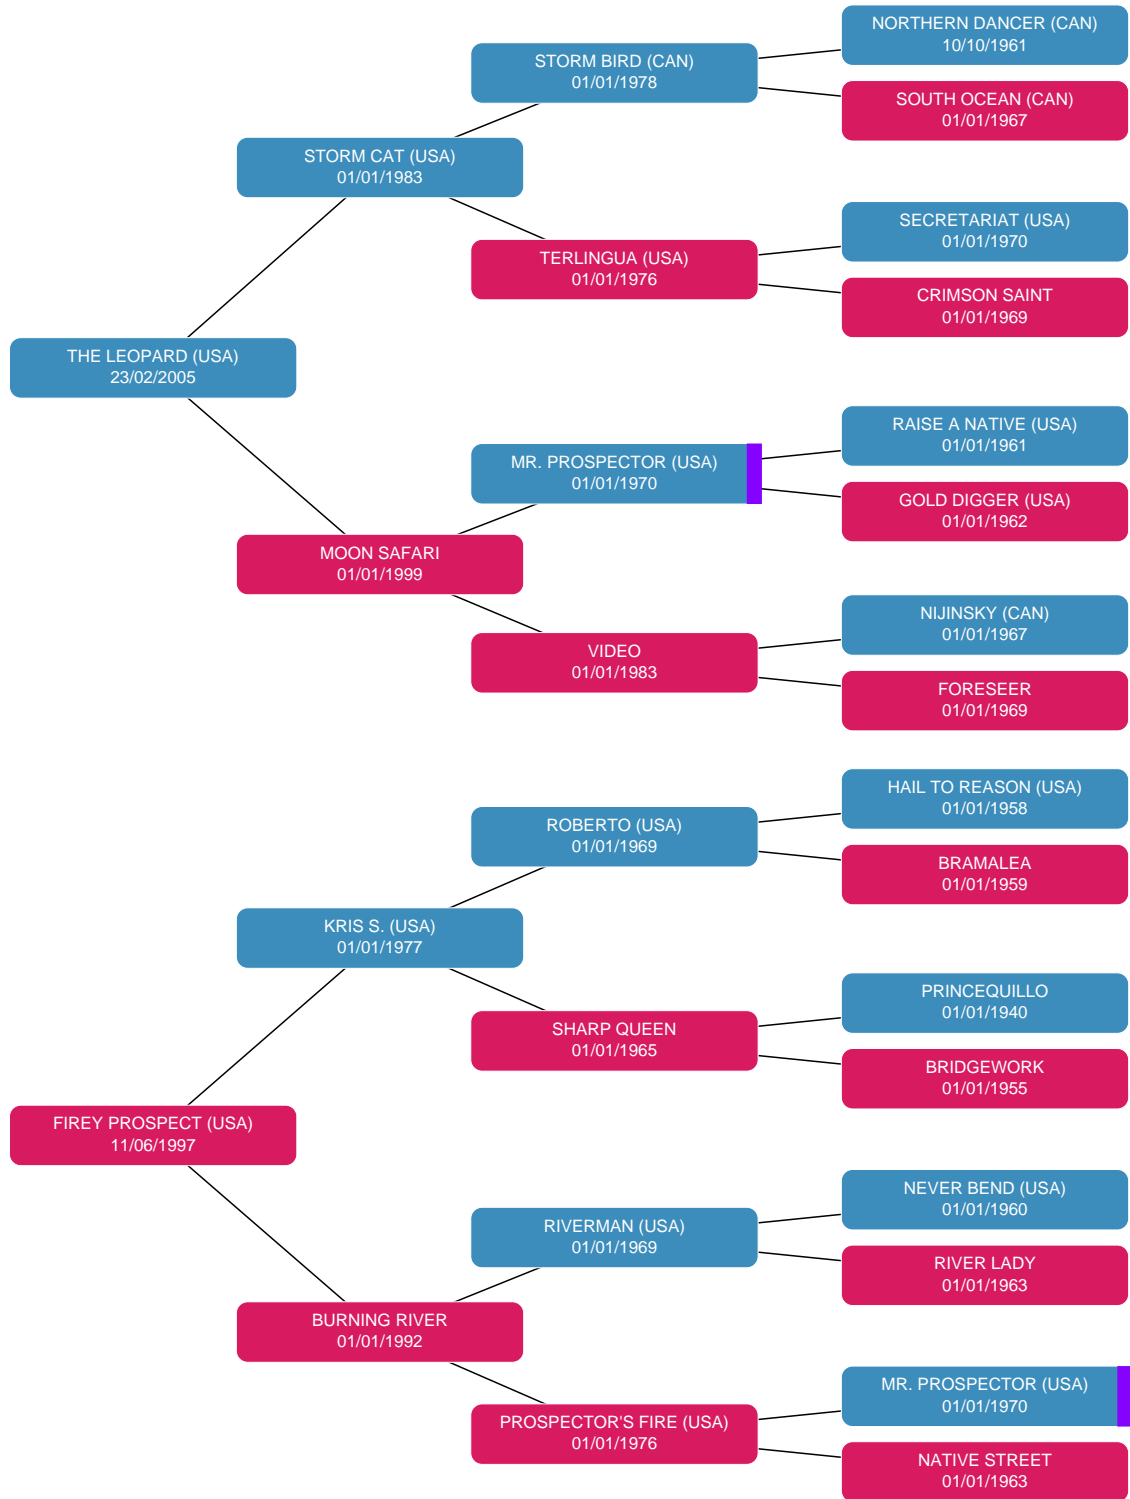 NORTHERN DANCER (CAN)
10/10/1961
STORM BIRD (CAN)
01/01/1978
SOUTH OCEAN (CAN)
01/01/1967
STORM CAT (USA)
01/01/1983
SECRETARIAT (USA)
01/01/1970
TERLINGUA (USA)
01/01/1976
CRIMSON SAINT
01/01/1969
THE LEOPARD (USA)
23/02/2005
RAISE A NATIVE (USA)
01/01/1961
MR. PROSPECTOR (USA)
01/01/1970
GOLD DIGGER (USA)
01/01/1962
MOON SAFARI
01/01/1999
NIJINSKY (CAN)
01/01/1967
VIDEO
01/01/1983
FORESEER
01/01/1969
HAIL TO REASON (USA)
01/01/1958
ROBERTO (USA)
01/01/1969
BRAMALEA
01/01/1959
KRIS S. (USA)
01/01/1977
PRINCEQUILLO
01/01/1940
SHARP QUEEN
01/01/1965
BRIDGEWORK
01/01/1955
FIREY PROSPECT (USA)
11/06/1997
NEVER BEND (USA)
01/01/1960
RIVERMAN (USA)
01/01/1969
RIVER LADY
01/01/1963
BURNING RIVER
01/01/1992
MR. PROSPECTOR (USA)
01/01/1970
PROSPECTOR'S FIRE (USA)
01/01/1976
NATIVE STREET
01/01/1963